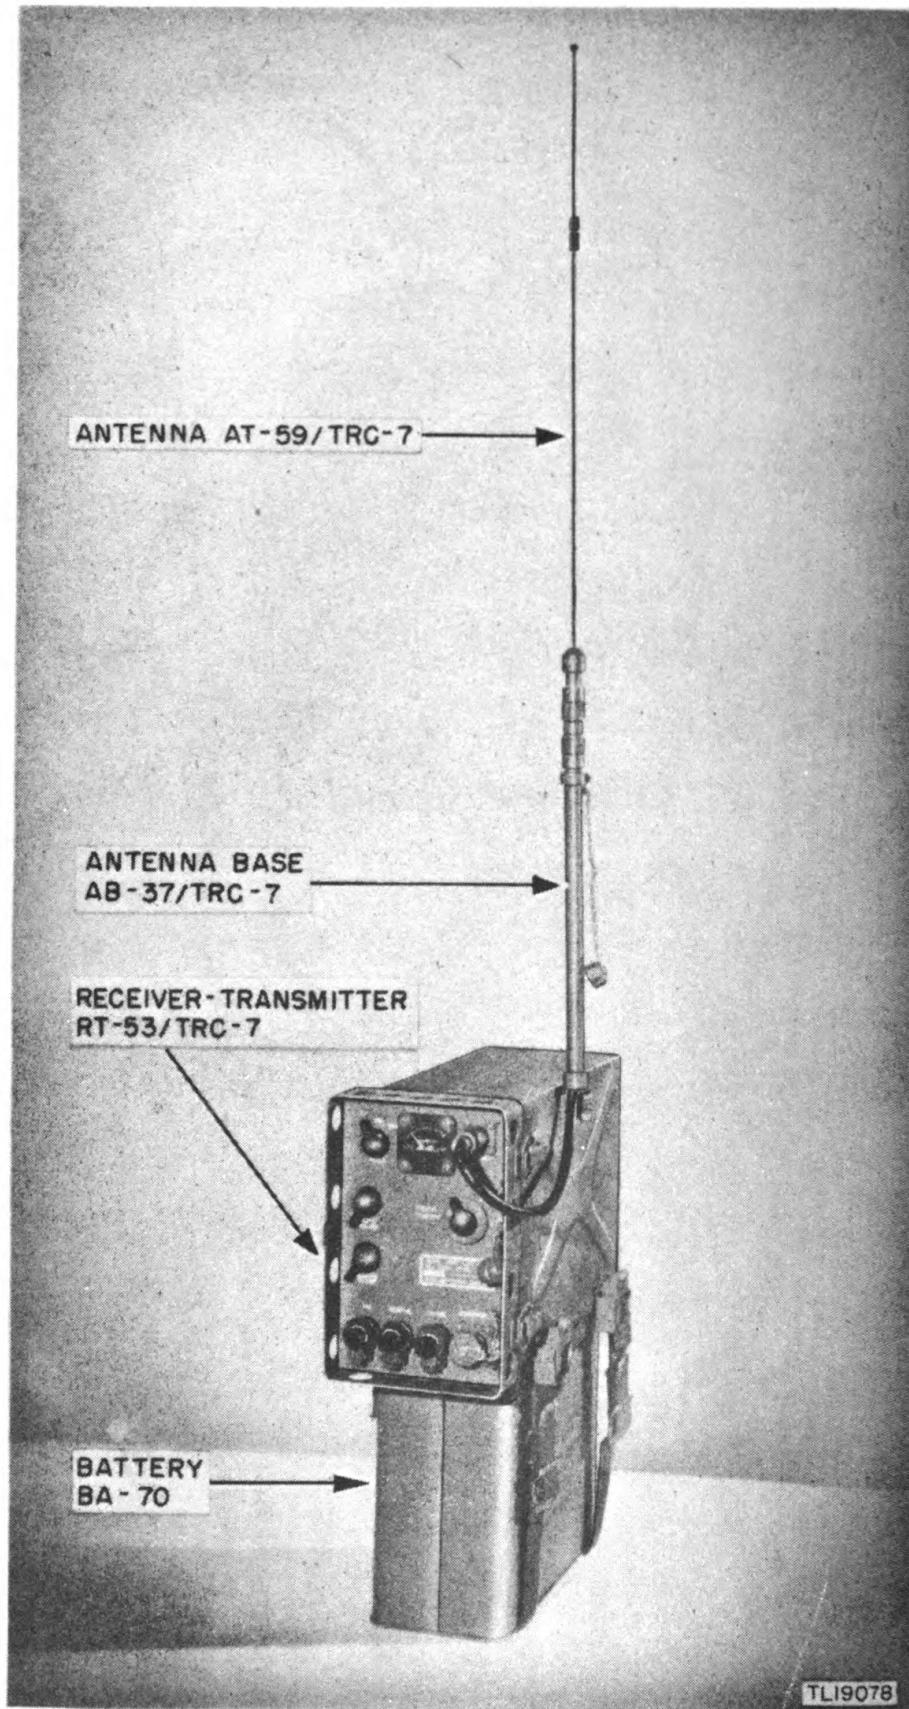 ANTENNA AT-59/TRC-7
ANTENNA BASE
AB-37/TRC-7
RECEIVER-TRANSMITTER
RT-53/TRC-7
BATTERY
BA-70
TL19078